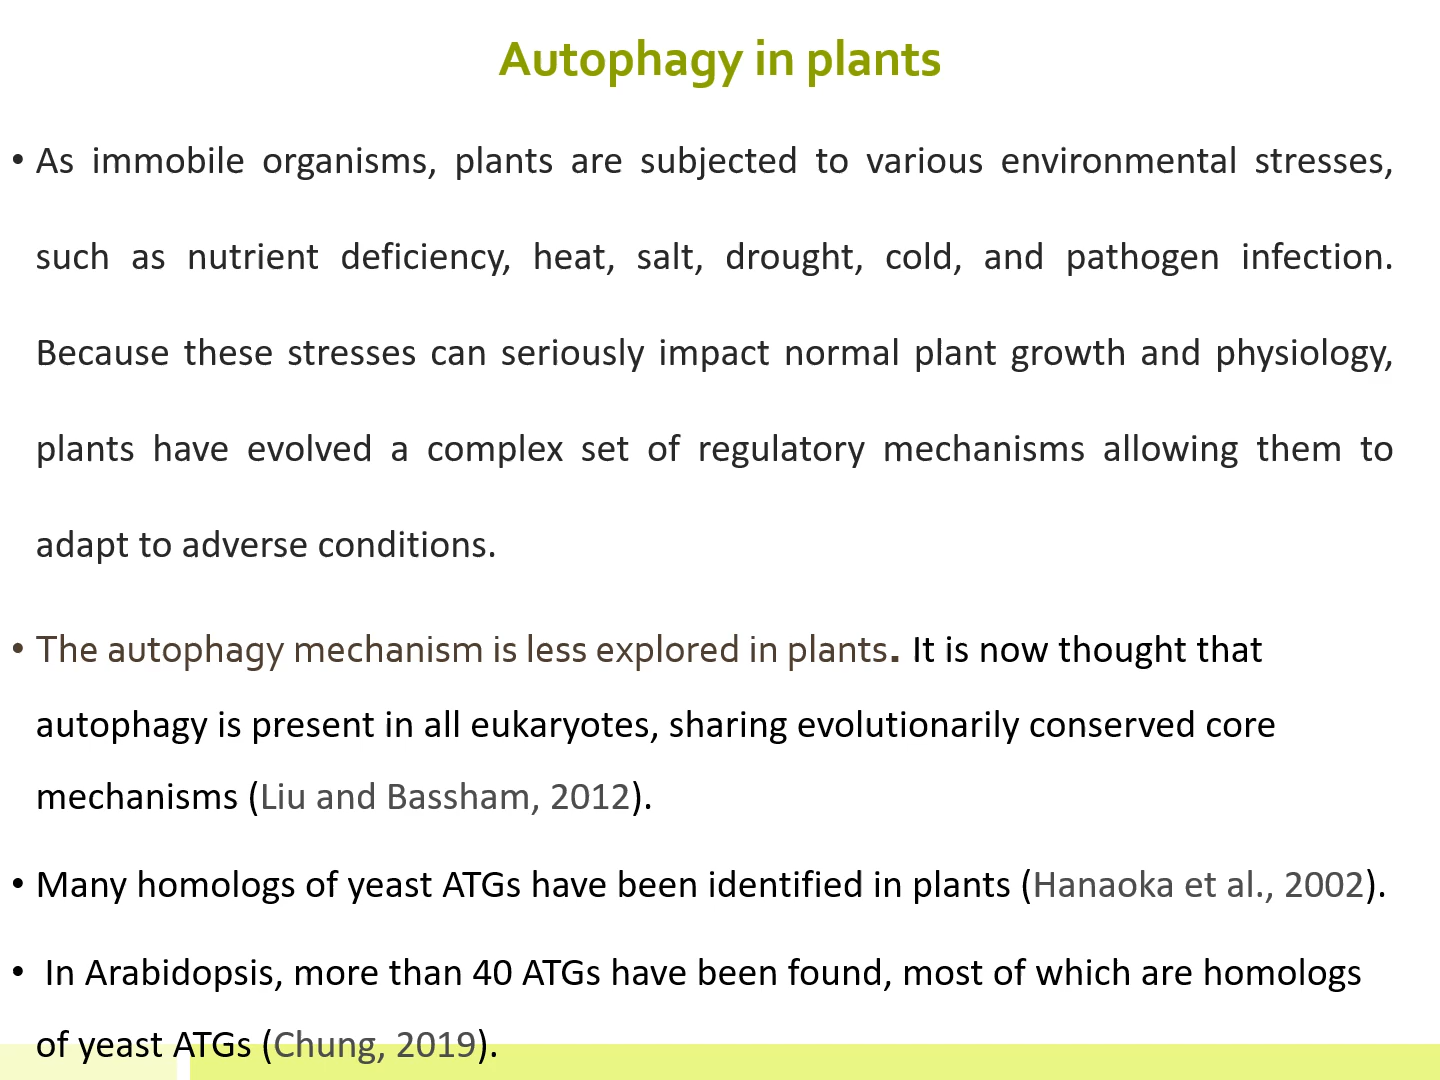 Autophagy in plants
• As immobile organisms, plants are subjected to various environmental stresses,
such as nutrient deficiency, heat, salt, drought, cold, and pathogen infection.
Because these stresses can seriously impact normal plant growth and physiology,
plants have evolved a complex set of regulatory mechanisms allowing them to
adapt to adverse conditions.
• The autophagy mechanism is less explored in plants. It is now thought that
autophagy is present in all eukaryotes, sharing evolutionarily conserved core
mechanisms (Liu and Bassham, 2012).
• Many homologs of yeast ATGs have been identified in plants (Hanaoka et al., 2002).
• In Arabidopsis, more than 40 ATGs have been found, most of which are homologs
of yeast ATGs (Chung, 2019).